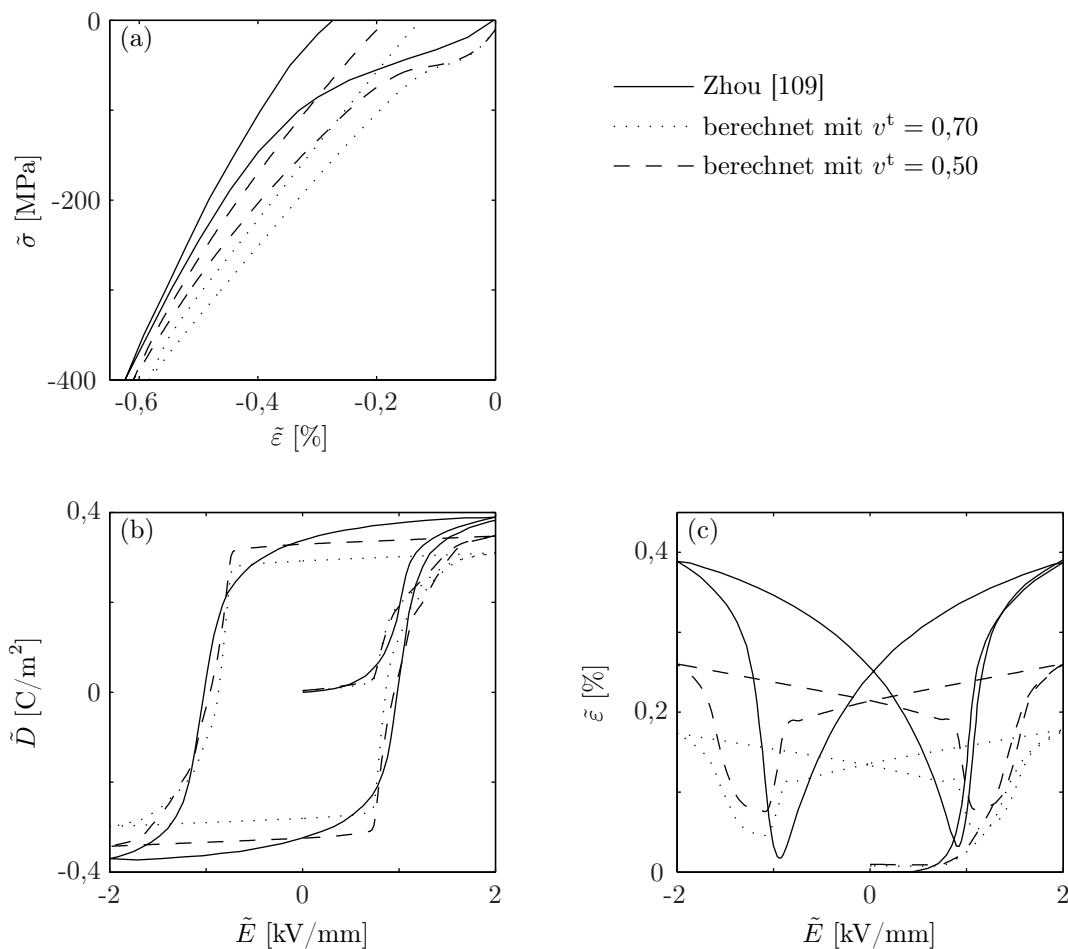 (a)
0
-200
-400
σ̃ [MPa]
-0,6 -0,4 -0,2 0
ε̃ [%]
Zhou [109]
berechnet mit vᵗ = 0,70
berechnet mit vᵗ = 0,50
(b)
0,4
0
-0,4
D̃ [C/m²]
-2 0 2
Ẽ [kV/mm]
(c)
0,4
0,2
0
ε̃ [%]
-2 0 2
Ẽ [kV/mm]